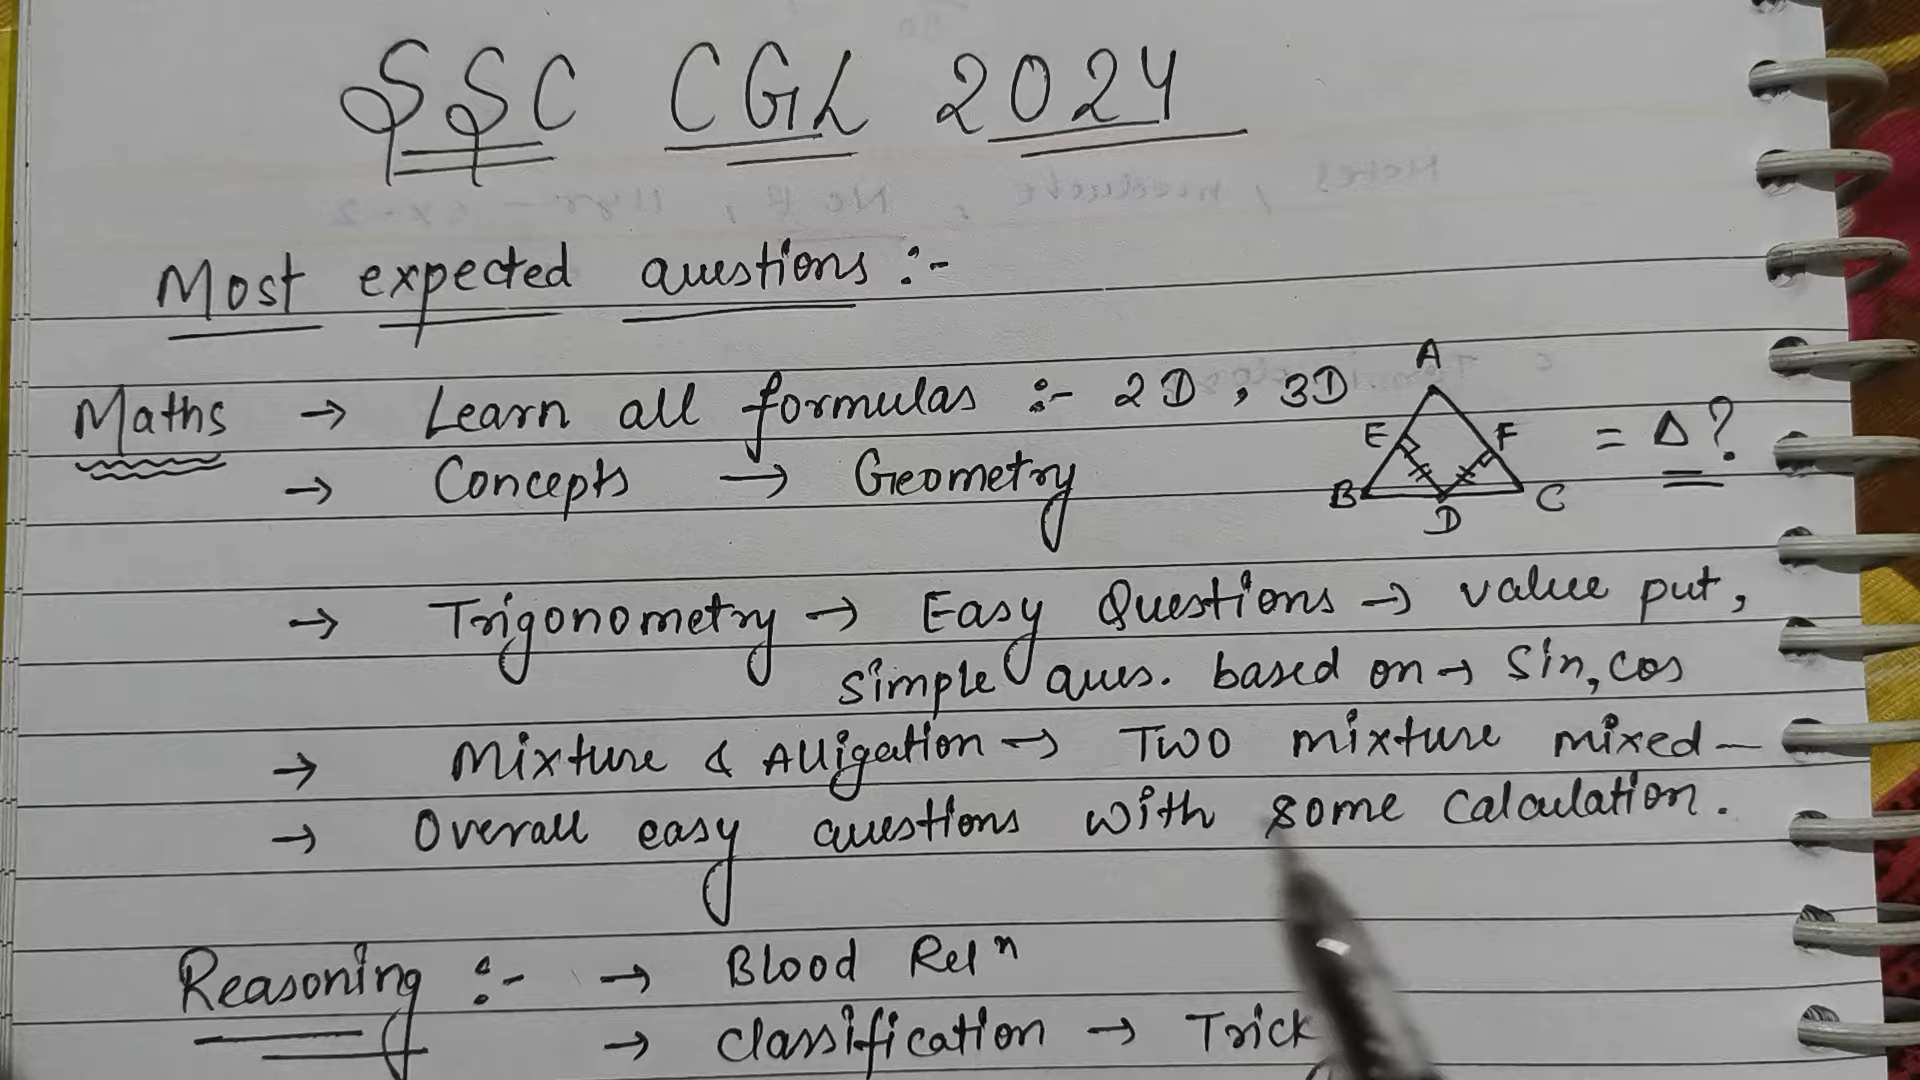 SSC CGL 2024
Most expected questions :-
Maths → Learn all formulas :- 2D, 3D
→ Concepts → Geometry
A
E F
B D C
= Δ?
→ Trigonometry → Easy Questions → value put,
simple ques. based on → Sin, cos
→ Mixture & Alligation → Two mixture mixed —
→ Overall easy questions with some calculation.
Reasoning :- → Blood Relⁿ
→ classification → Trick